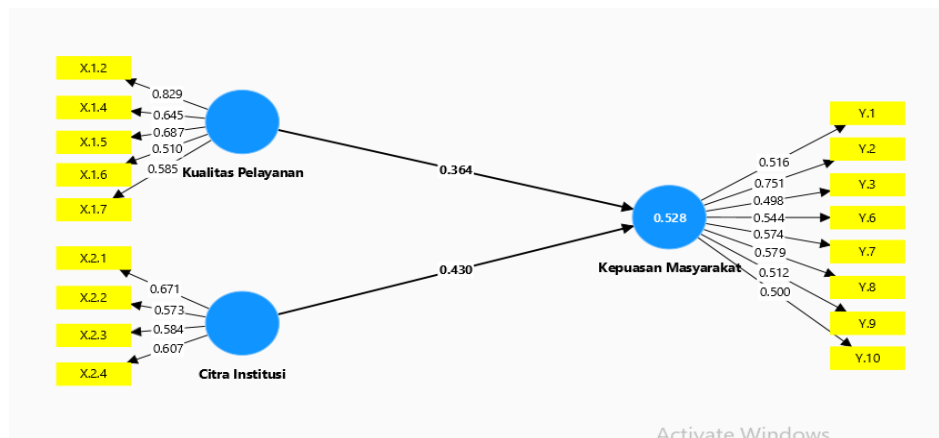 X.1.2
X.1.4
X.1.5
X.1.6
X.1.7
0.829
0.645
0.687
0.510
0.585
Kualitas Pelayanan
0.364
X.2.1
X.2.2
X.2.3
X.2.4
0.671
0.573
0.584
0.607
Citra Institusi
0.430
0.528
Kepuasan Masyarakat
0.516
0.751
0.498
0.544
0.574
0.579
0.512
0.500
Y.1
Y.2
Y.3
Y.6
Y.7
Y.8
Y.9
Y.10
Activate Windows